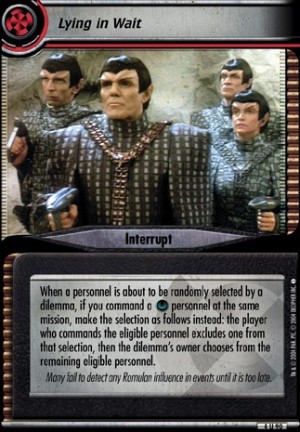 Lying in Wait
Interrupt
When a personnel is about to be randomly selected by a
dilemma, if you command a personnel at the same
mission, make the selection as follows instead: the player
who commands the eligible personnel excludes one from
that selection, then the dilemma's owner chooses from the
remaining eligible personnel.
Many fail to detect any Romulan influence in events until it is too late.